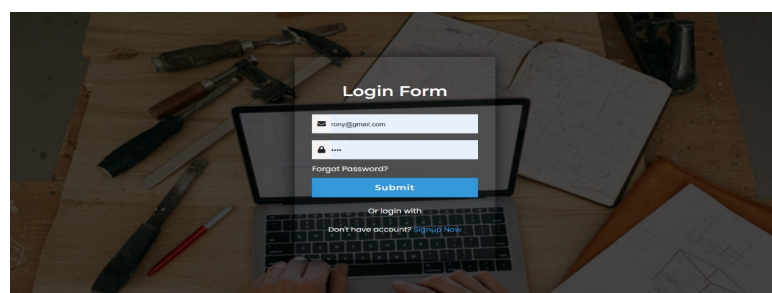 Login Form
rony@gmail.com
••••
Forgot Password?
Submit
Or login with
Don't have account? Signup Now